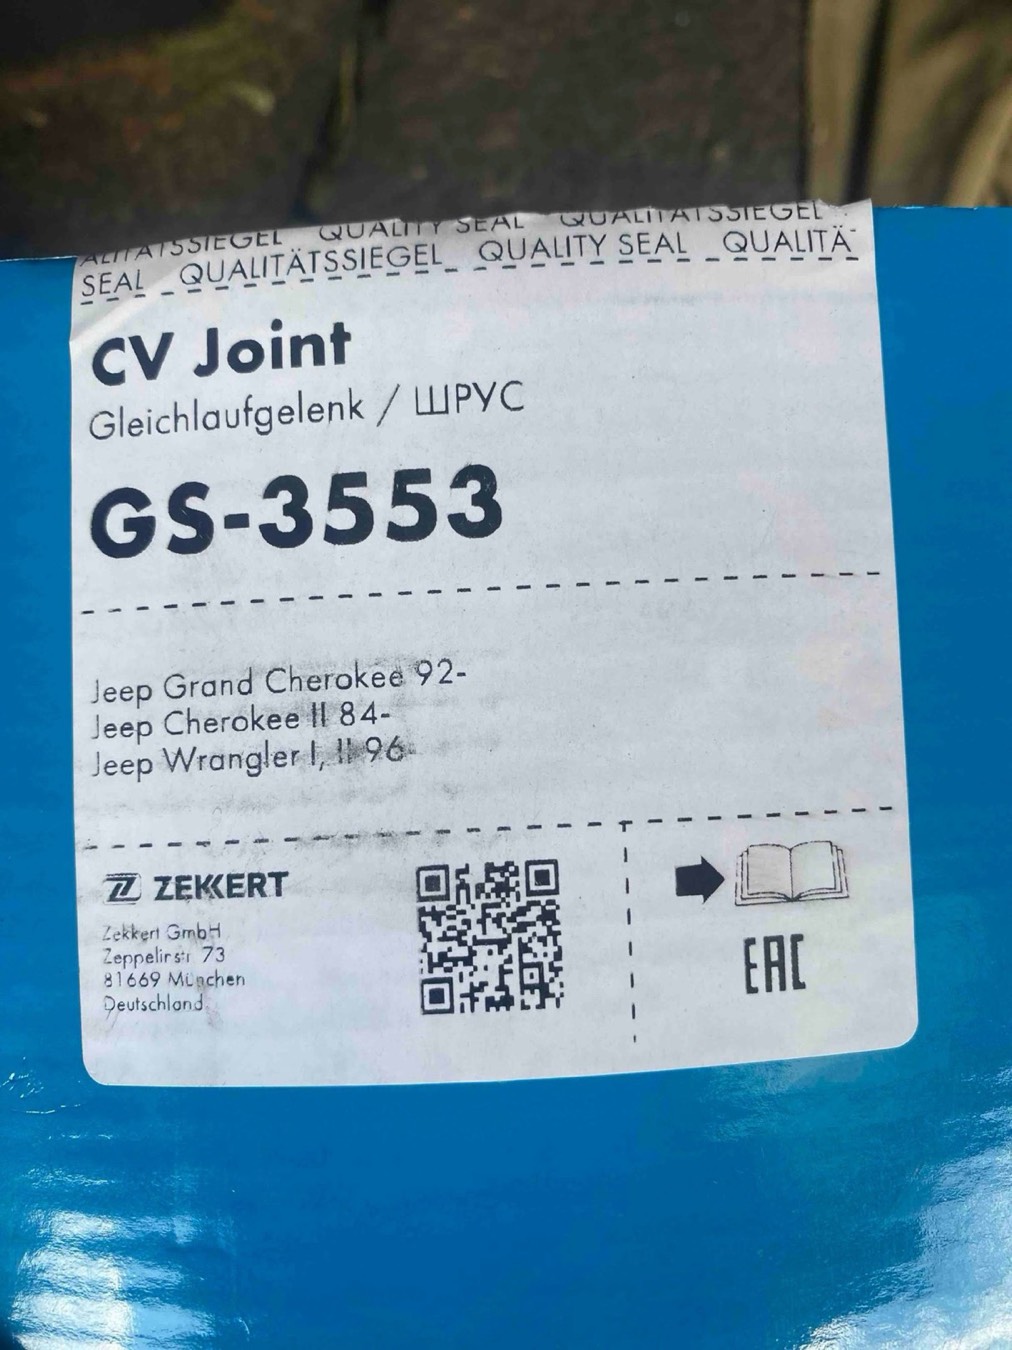 QUALITY SEAL QUALITÄTSSIEGEL
SEAL QUALITÄTSSIEGEL QUALITY SEAL
CV Joint
Gleichlaufgelenk / ШРУС
GS-3553
Jeep Grand Cherokee 92-
Jeep Cherokee II 84-
Jeep Wrangler I, II 96-
ZEKKERT
Zekkert GmbH
Zeppelinstr 73
81669 München
Deutschland
EAC